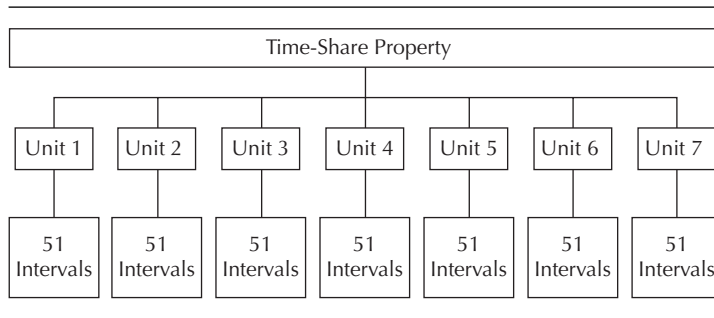 Time-Share Property
Unit 1 Unit 2 Unit 3 Unit 4 Unit 5 Unit 6 Unit 7
51 51 51 51 51 51 51
Intervals Intervals Intervals Intervals Intervals Intervals Intervals